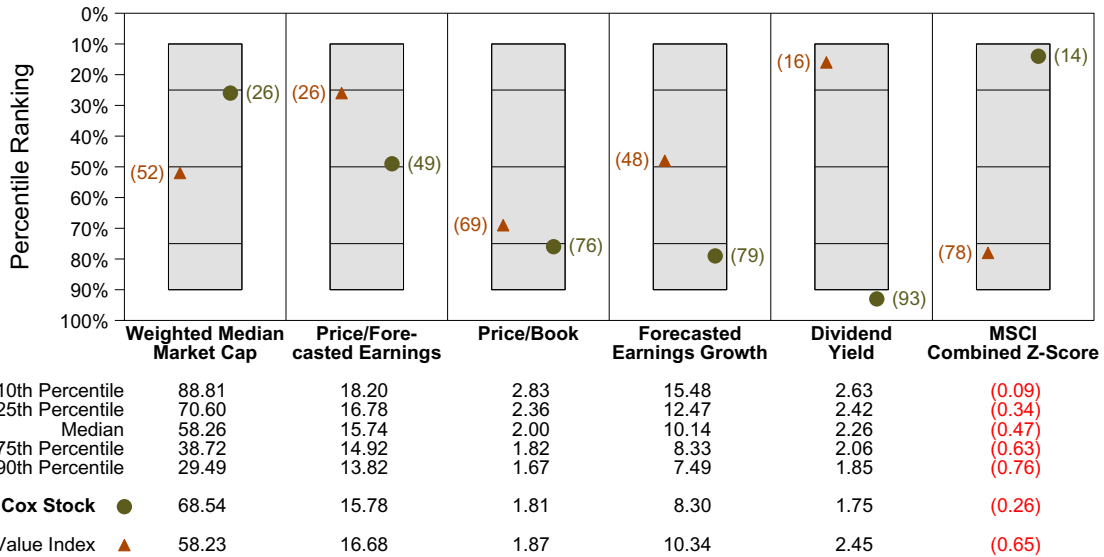 0%
10%
20%
30%
40%
50%
60%
70%
80%
90%
100%
Percentile Ranking
(52)
(26)
(26)
(49)
(69)
(76)
(48)
(79)
(16)
(93)
(78)
(14)
Weighted Median
Market Cap
Price/Fore-
casted Earnings
Price/Book
Forecasted
Earnings Growth
Dividend
Yield
MSCI
Combined Z-Score
10th Percentile 88.81 18.20 2.83 15.48 2.63 (0.09)
25th Percentile 70.60 16.78 2.36 12.47 2.42 (0.34)
Median 58.26 15.74 2.00 10.14 2.26 (0.47)
75th Percentile 38.72 14.92 1.82 8.33 2.06 (0.63)
90th Percentile 29.49 13.82 1.67 7.49 1.85 (0.76)
Cox Stock 68.54 15.78 1.81 8.30 1.75 (0.26)
Value Index 58.23 16.68 1.87 10.34 2.45 (0.65)